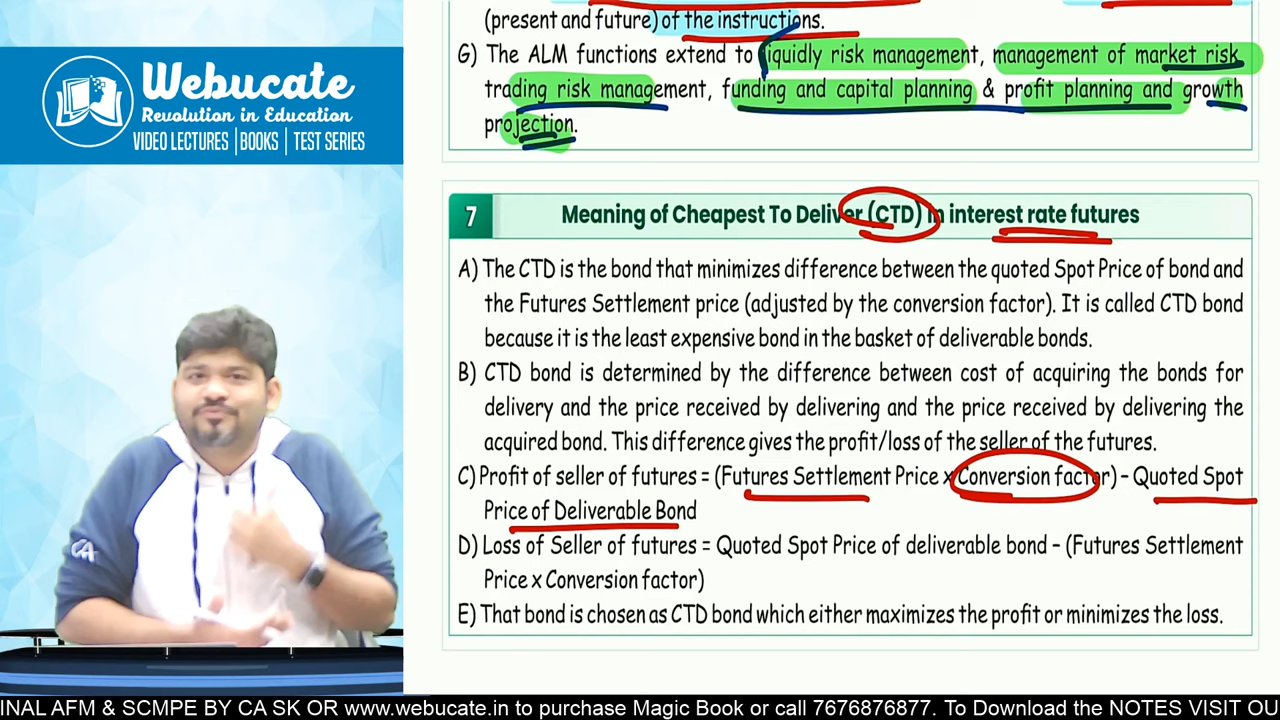 Webucate
Revolution in Education
VIDEO LECTURES | BOOKS | TEST SERIES
(present and future) of the instructions.
G) The ALM functions extend to liquidly risk management, management of market risk
trading risk management, funding and capital planning & profit planning and growth
projection.
7 Meaning of Cheapest To Deliver (CTD) in interest rate futures
A) The CTD is the bond that minimizes difference between the quoted Spot Price of bond and
the Futures Settlement price (adjusted by the conversion factor). It is called CTD bond
because it is the least expensive bond in the basket of deliverable bonds.
B) CTD bond is determined by the difference between cost of acquiring the bonds for
delivery and the price received by delivering and the price received by delivering the
acquired bond. This difference gives the profit/loss of the seller of the futures.
C) Profit of seller of futures = (Futures Settlement Price x Conversion factor) – Quoted Spot
Price of Deliverable Bond
D) Loss of Seller of futures = Quoted Spot Price of deliverable bond – (Futures Settlement
Price x Conversion factor)
E) That bond is chosen as CTD bond which either maximizes the profit or minimizes the loss.
CA
INAL AFM & SCMPE BY CA SK OR www.webucate.in to purchase Magic Book or call 7676876877. To Download the NOTES VISIT OU